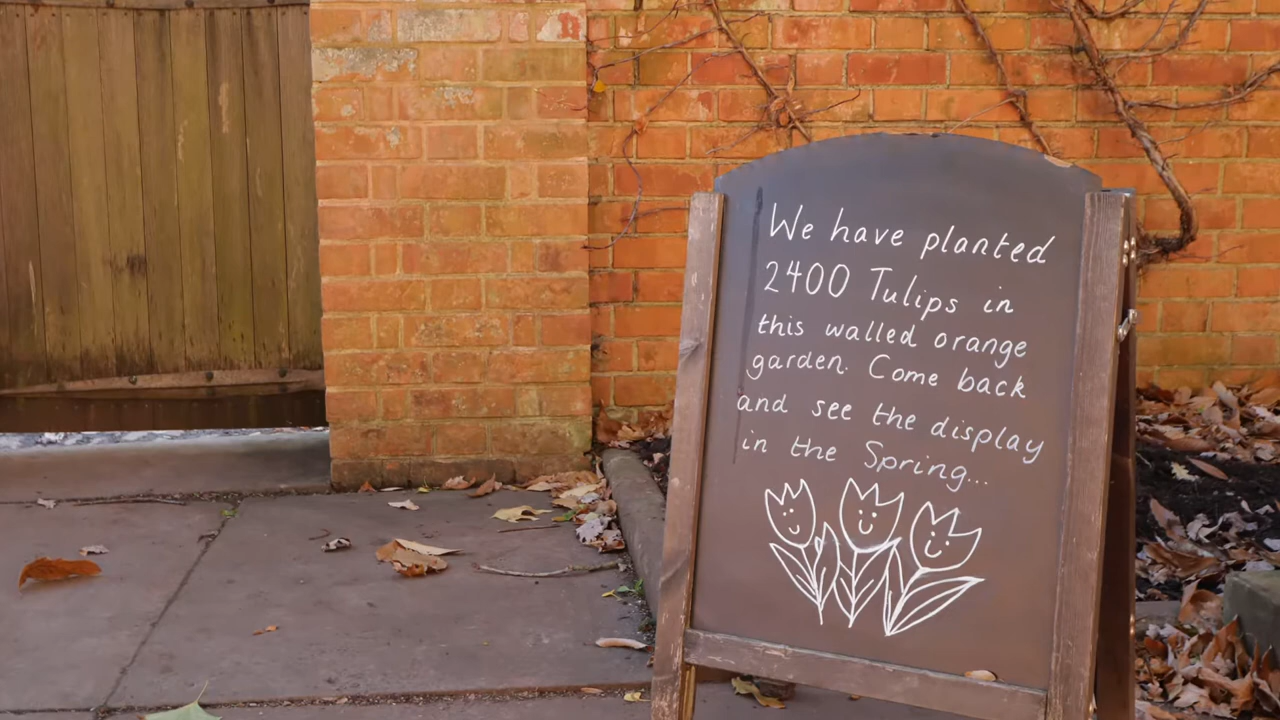 We have planted
2400 Tulips in
this walled orange
garden. Come back
and see the display
in the Spring...